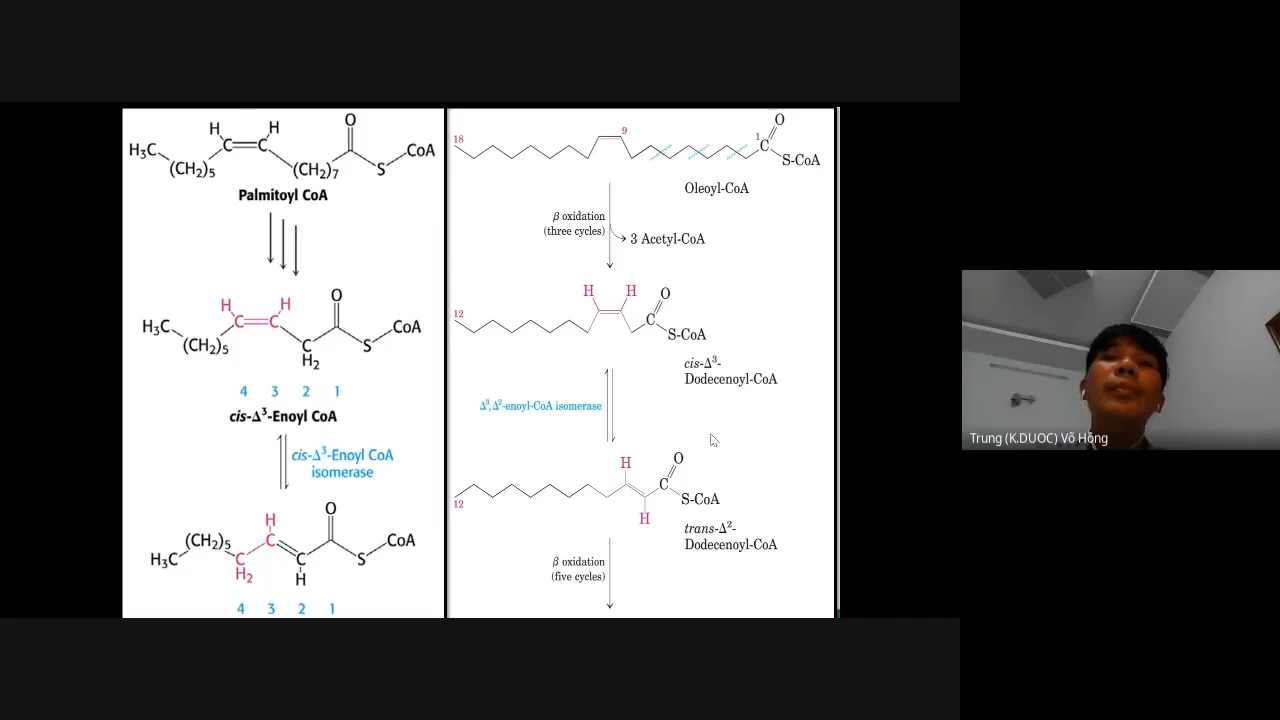 H
H
O
H₃C
C
C
CoA
(CH₂)₅
(CH₂)₇
S
Palmitoyl CoA
H
H
O
H₃C
C
C
CoA
(CH₂)₅
C
H₂
S
4 3 2 1
cis-Δ³-Enoyl CoA
cis-Δ³-Enoyl CoA
isomerase
O
H
(CH₂)₅
C
CoA
H₃C
C
H₂
C
H
S
4 3 2 1
18
9
1
O
C
S-CoA
Oleoyl-CoA
β oxidation
(three cycles)
3 Acetyl-CoA
H
H
O
12
C
S-CoA
cis-Δ³-
Dodecenoyl-CoA
Δ³,Δ²-enoyl-CoA isomerase
H
O
C
12
S-CoA
H
trans-Δ²-
Dodecenoyl-CoA
β oxidation
(five cycles)
Trung (K.DUOC) Võ Hồng